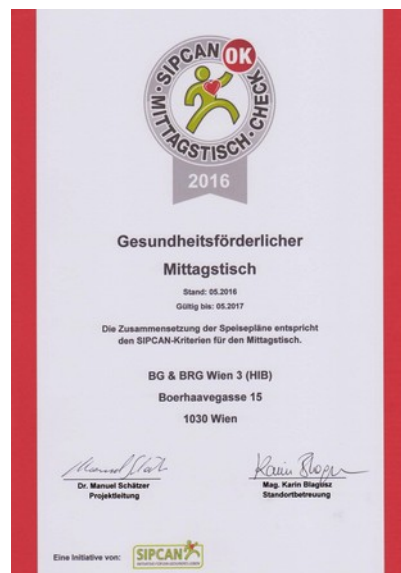 SIPCAN OK
· MITTAGSTISCH · CHECK
2016
Gesundheitsförderlicher
Mittagstisch
Stand: 05.2016
Gültig bis: 05.2017
Die Zusammensetzung der Speisepläne entspricht
den SIPCAN-Kriterien für den Mittagstisch.
BG & BRG Wien 3 (HIB)
Boerhaavegasse 15
1030 Wien
Dr. Manuel Schätzer
Projektleitung
Mag. Karin Blagusz
Standortbetreuung
Eine Initiative von:
SIPCAN